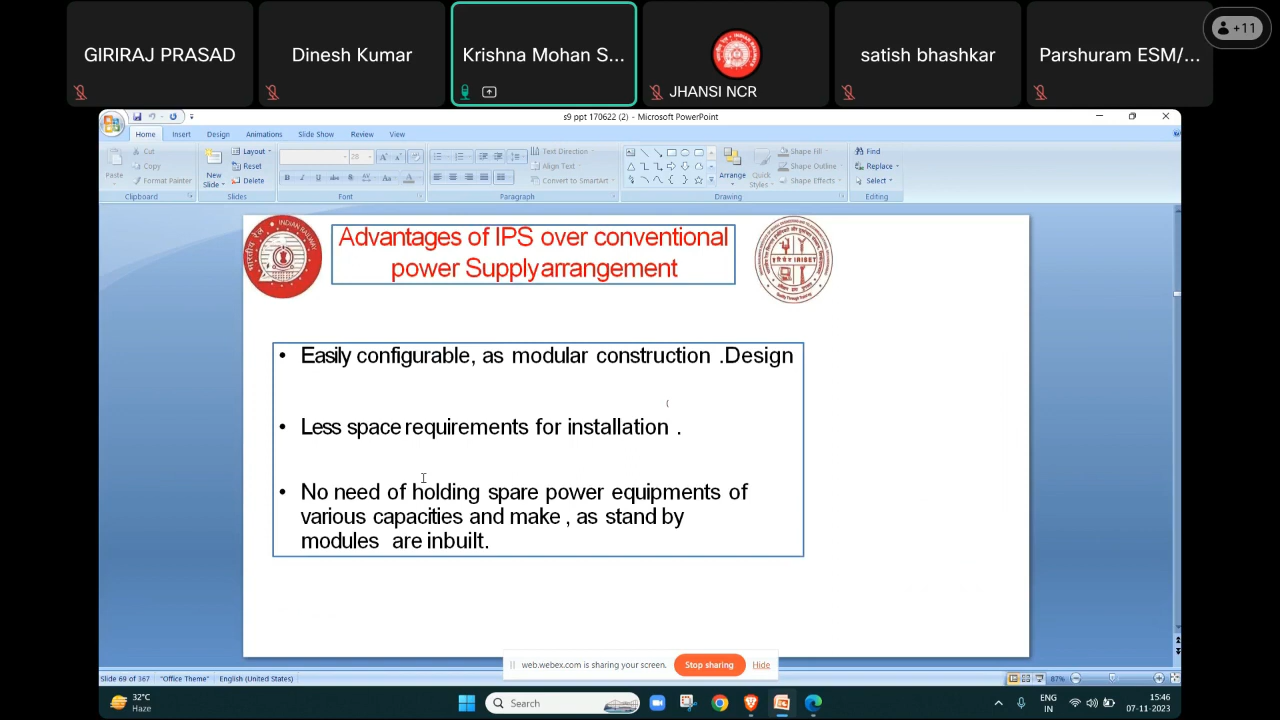 GIRIRAJ PRASAD
Dinesh Kumar
Krishna Mohan S...
JHANSI NCR
satish bhashkar
Parshuram ESM/...
+11
s9 ppt 170622 (2) - Microsoft PowerPoint
Home Insert Design Animations Slide Show Review View
Paste
Cut
Copy
Format Painter
Clipboard
New Slide
Layout
Reset
Delete
Slides
28
Font
Text Direction
Align Text
Convert to SmartArt
Paragraph
Arrange
Quick Styles
Shape Fill
Shape Outline
Shape Effects
Drawing
Find
Replace
Select
Editing
INDIAN RAILWAY
भारतीय रेल
IRISET
Advantages of IPS over conventional
power Supply arrangement
• Easily configurable, as modular construction .Design
• Less space requirements for installation .
• No need of holding spare power equipments of
various capacities and make , as stand by
modules are inbuilt.
web.webex.com is sharing your screen. Stop sharing Hide
Slide 69 of 367 "Office Theme" English (United States) 87%
32°C
Haze
Search
ENG
IN
15:46
07-11-2023